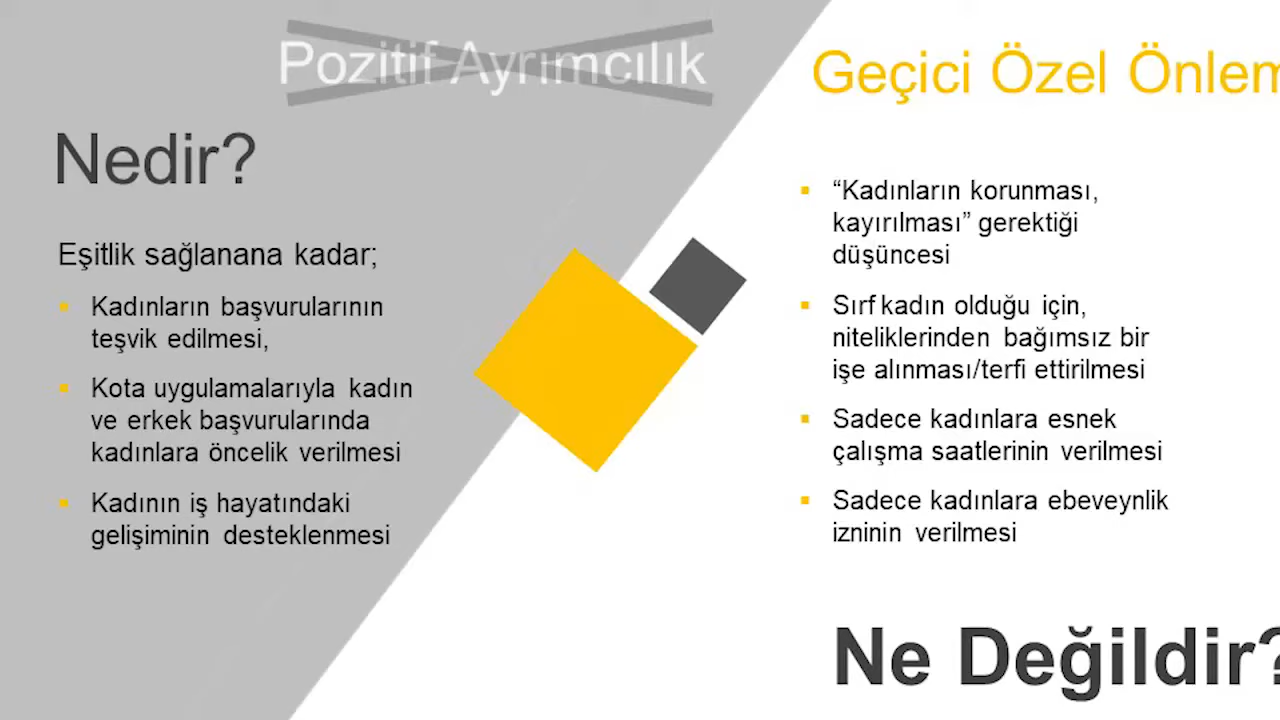 Pozitif Ayrımcılık
Geçici Özel Önlem
Nedir?
Eşitlik sağlanana kadar;
Kadınların başvurularının
teşvik edilmesi,
Kota uygulamalarıyla kadın
ve erkek başvurularında
kadınlara öncelik verilmesi
Kadının iş hayatındaki
gelişiminin desteklenmesi
“Kadınların korunması,
kayırılması” gerektiği
düşüncesi
Sırf kadın olduğu için,
niteliklerinden bağımsız bir
işe alınması/terfi ettirilmesi
Sadece kadınlara esnek
çalışma saatlerinin verilmesi
Sadece kadınlara ebeveynlik
izninin verilmesi
Ne Değildir?